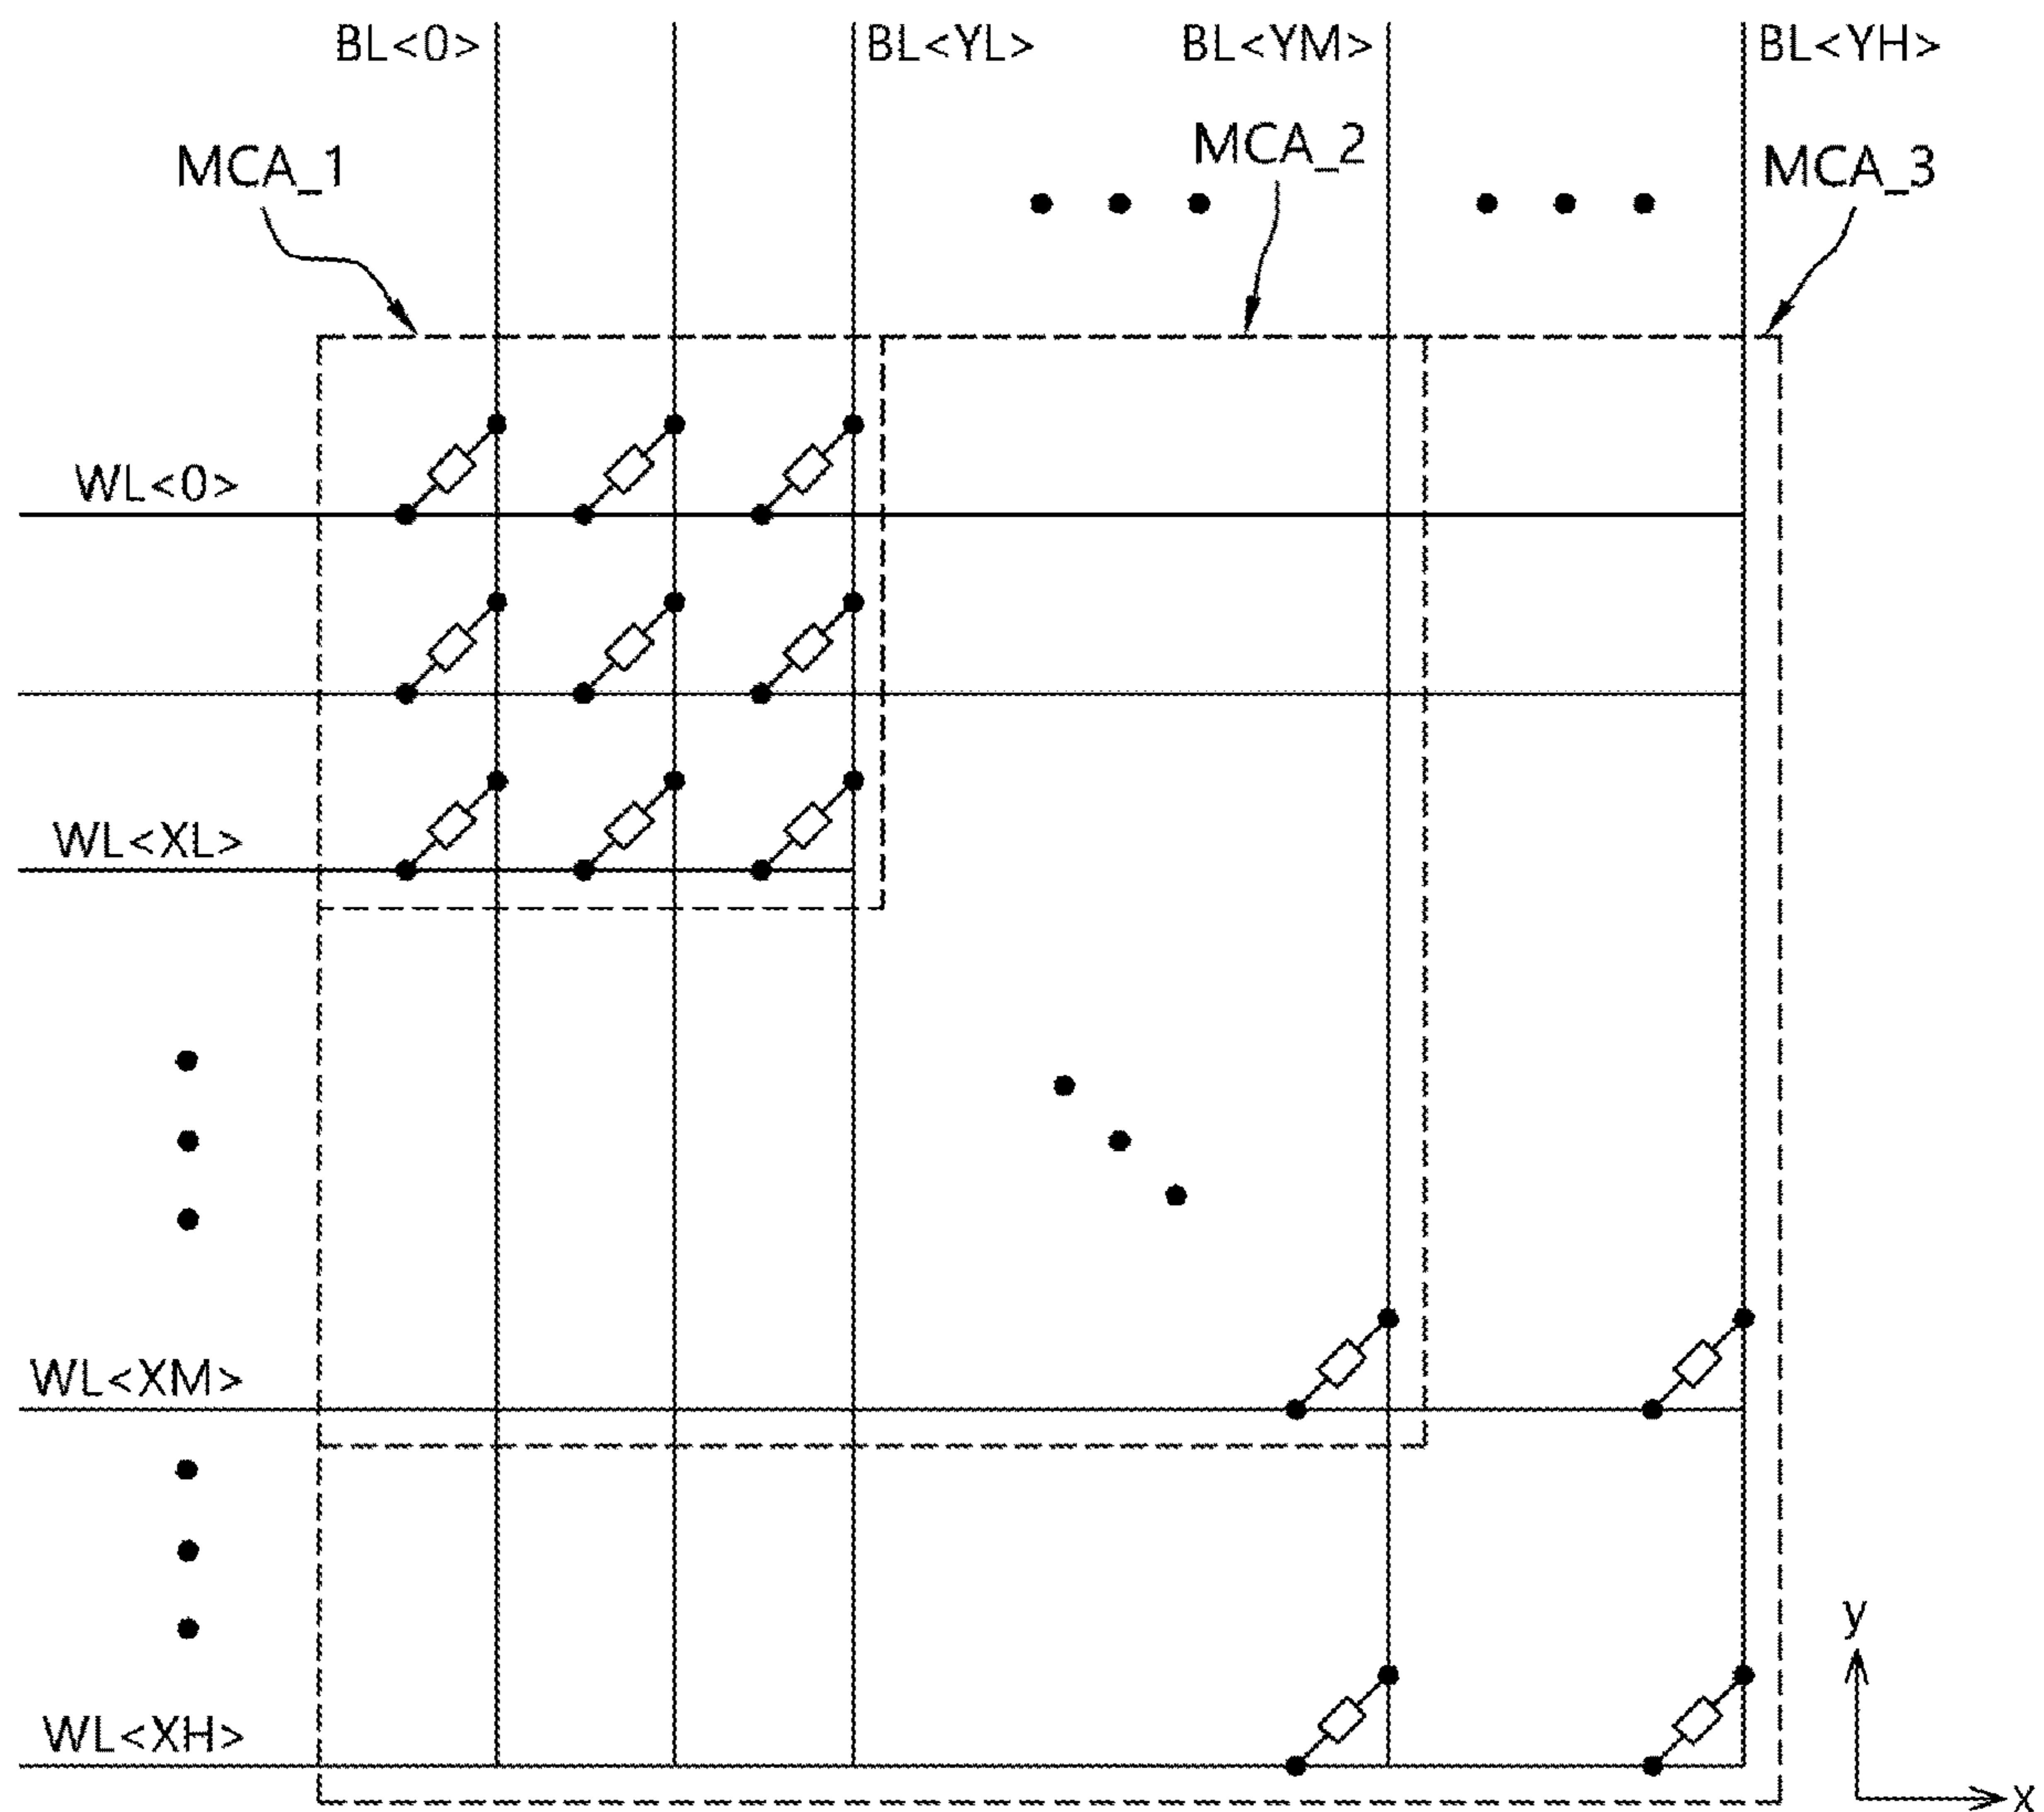 BL<0> BL<YL> BL<YM> BL<YH>
MCA_1 MCA_2 MCA_3
WL<0>
WL<XL>
WL<XM>
WL<XH>
y
x